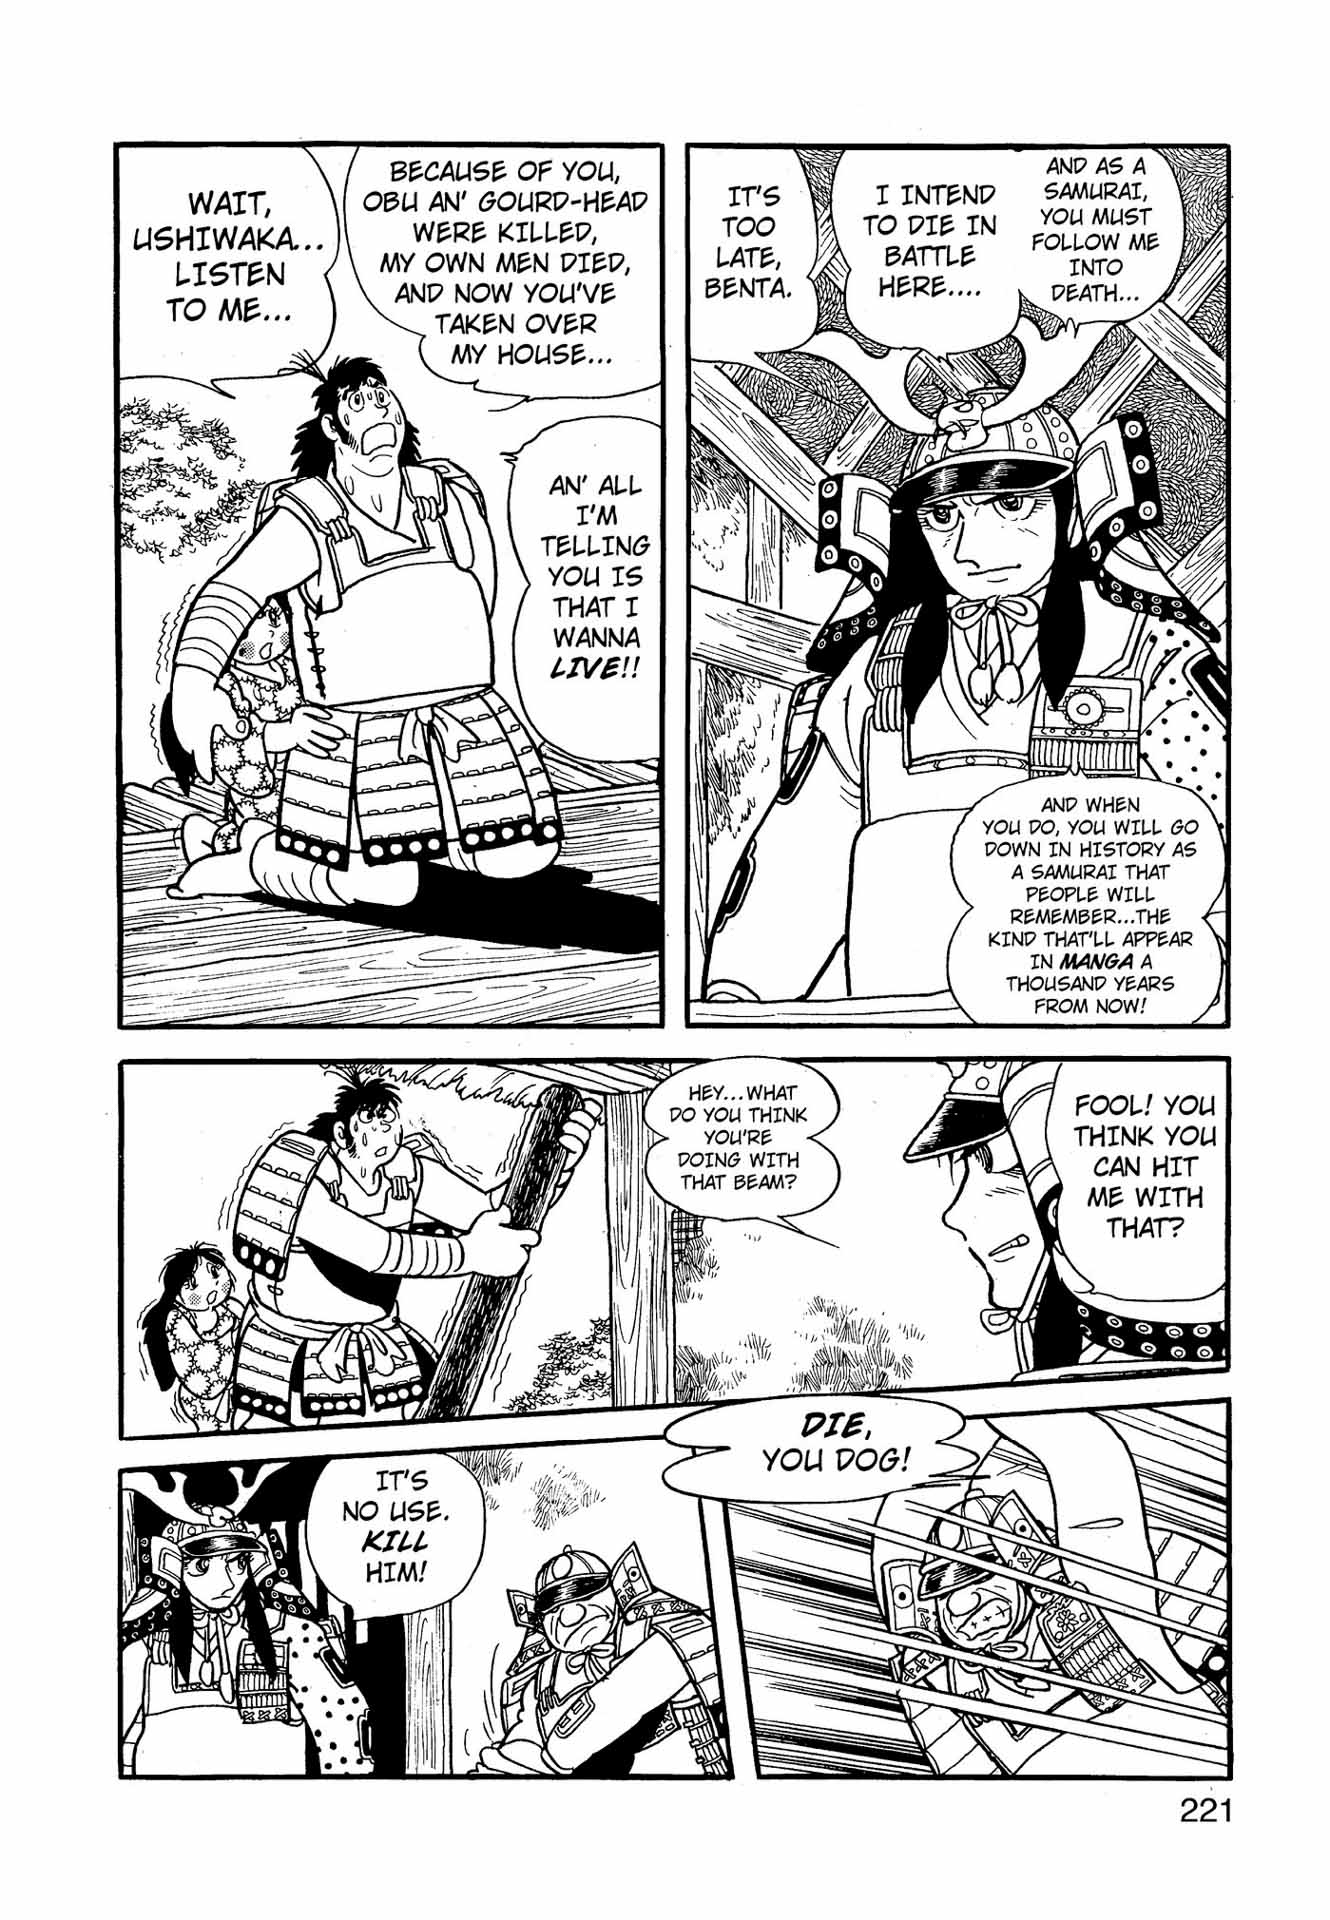 WAIT,
USHIWAKA...
LISTEN
TO ME...
BECAUSE OF YOU,
OBU AN' GOURD-HEAD
WERE KILLED,
MY OWN MEN DIED,
AND NOW YOU'VE
TAKEN OVER
MY HOUSE...
AN' ALL
I'M
TELLING
YOU IS
THAT I
WANNA
LIVE!!
IT'S
TOO
LATE,
BENTA.
I INTEND
TO DIE IN
BATTLE
HERE....
AND AS A
SAMURAI,
YOU MUST
FOLLOW ME
INTO
DEATH...
AND WHEN
YOU DO, YOU WILL GO
DOWN IN HISTORY AS
A SAMURAI THAT
PEOPLE WILL
REMEMBER...THE
KIND THAT'LL APPEAR
IN MANGA A
THOUSAND YEARS
FROM NOW!
HEY...WHAT
DO YOU THINK
YOU'RE
DOING WITH
THAT BEAM?
FOOL! YOU
THINK YOU
CAN HIT
ME WITH
THAT?
IT'S
NO USE.
KILL
HIM!
DIE,
YOU DOG!
221